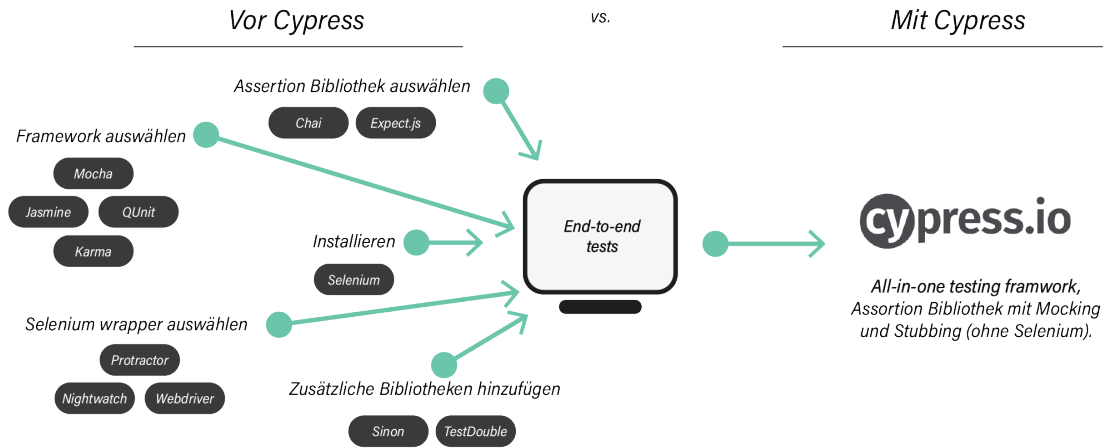 Vor Cypress
vs.
Mit Cypress
Assertion Bibliothek auswählen
Chai
Expect.js
Framework auswählen
Mocha
Jasmine
QUnit
Karma
Installieren
Selenium
Selenium wrapper auswählen
Protractor
Nightwatch
Webdriver
Zusätzliche Bibliotheken hinzufügen
Sinon
TestDouble
End-to-end
tests
cypress.io
All-in-one testing framwork,
Assortion Bibliothek mit Mocking
und Stubbing (ohne Selenium).